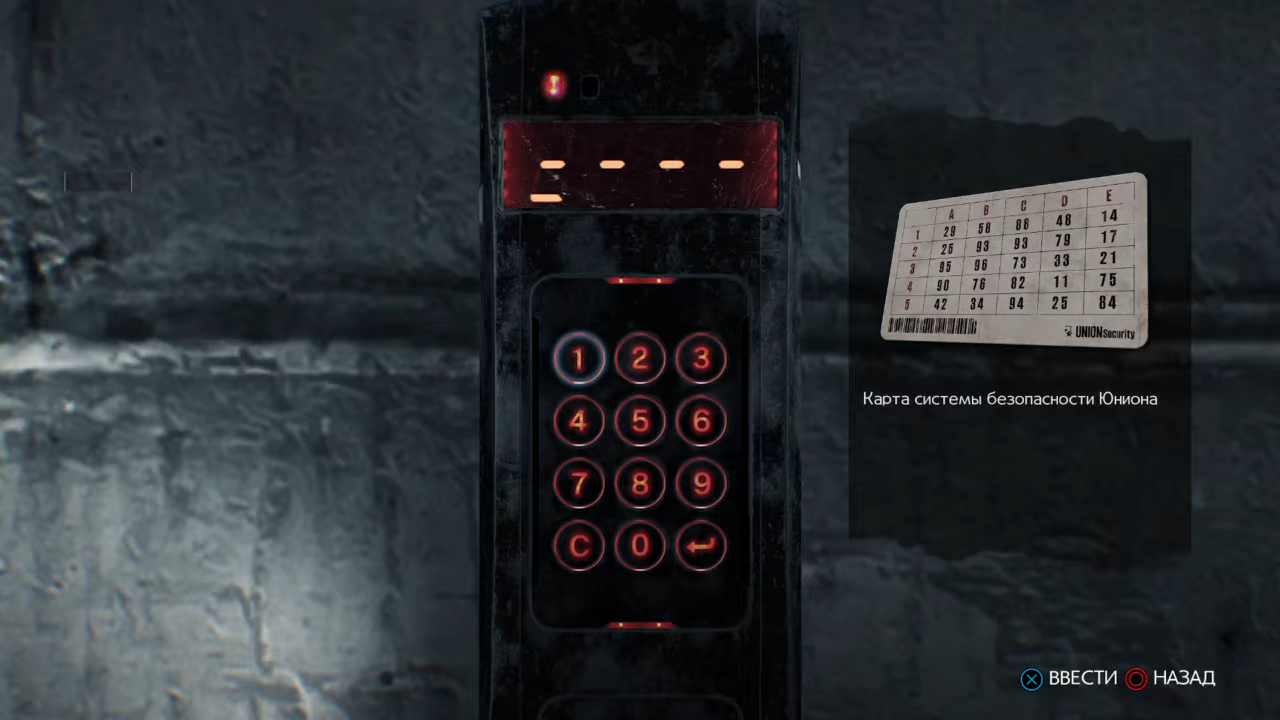 A B C D E
1 29 58 88 48 14
2 25 93 93 79 17
3 95 96 73 33 21
4 90 76 82 11 75
5 42 34 94 25 84
UNION Security
Карта системы безопасности Юниона
1 2 3
4 5 6
7 8 9
C 0
ВВЕСТИ НАЗАД